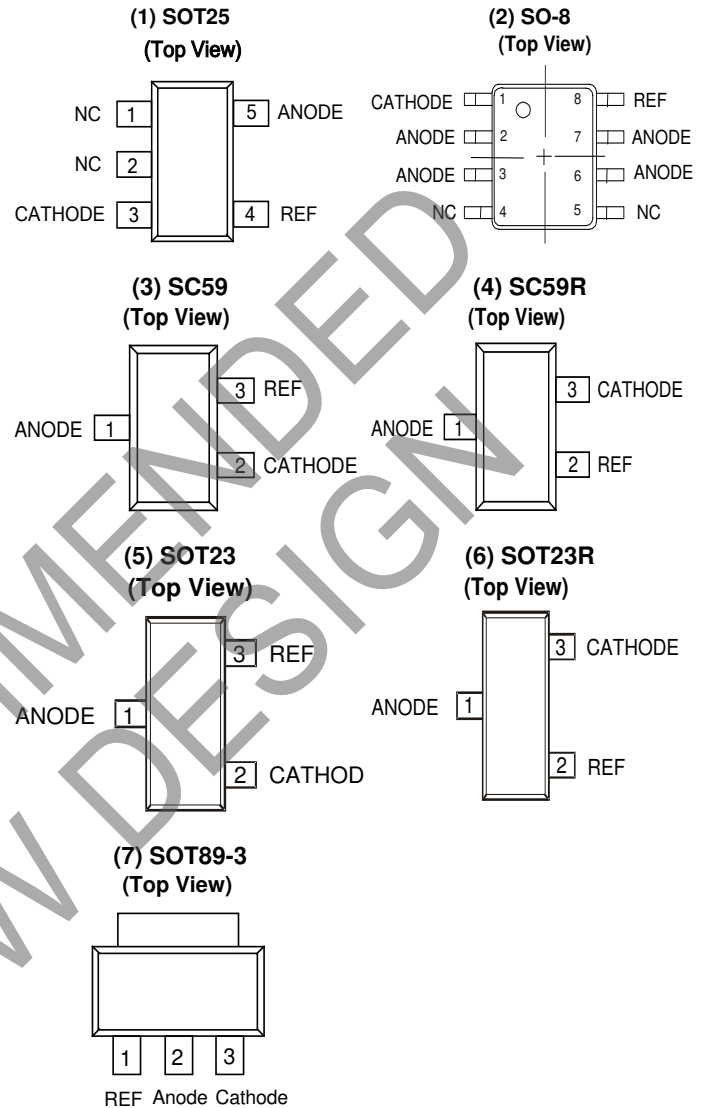 (1) SOT25
(Top View)
NC 1
5 ANODE
NC 2
CATHODE 3
4 REF
(2) SO-8
(Top View)
CATHODE 1
8 REF
ANODE 2
7 ANODE
ANODE 3
6 ANODE
NC 4
5 NC
(3) SC59
(Top View)
3 REF
ANODE 1
2 CATHODE
(4) SC59R
(Top View)
3 CATHODE
ANODE 1
2 REF
(5) SOT23
(Top View)
3 REF
ANODE 1
2 CATHOD
(6) SOT23R
(Top View)
3 CATHODE
ANODE 1
2 REF
(7) SOT89-3
(Top View)
1 2 3
REF Anode Cathode
MMENDED
W DESIGN